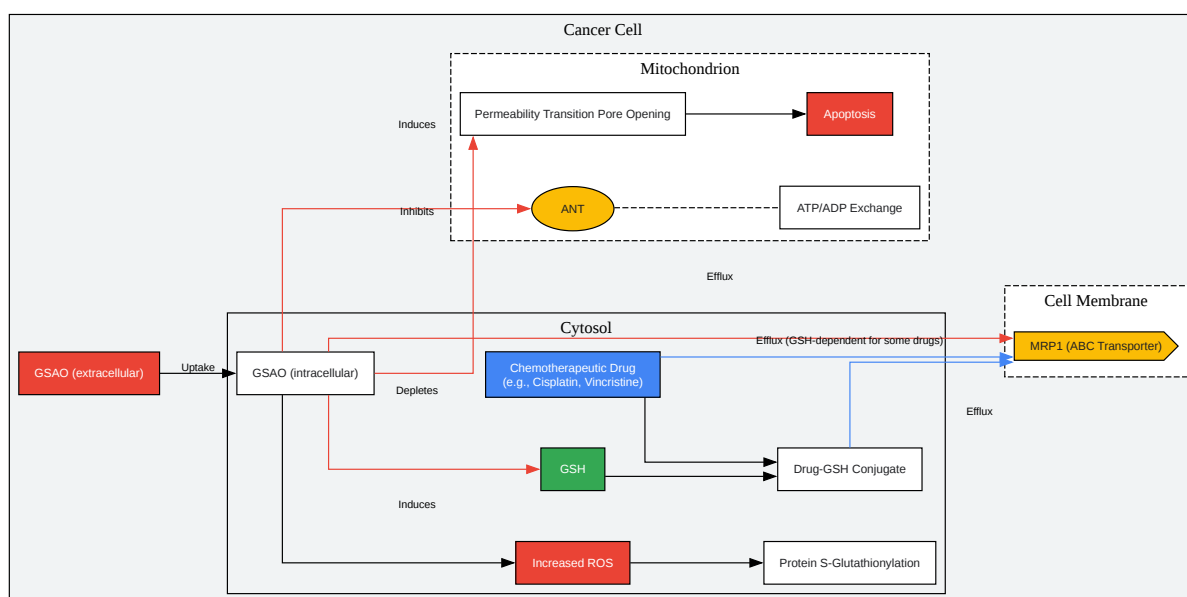 Cancer Cell
Mitochondrion
Permeability Transition Pore Opening
Apoptosis
Induces
Inhibits
ANT
ATP/ADP Exchange
Efflux
Cell Membrane
MRP1 (ABC Transporter)
Cytosol
Efflux (GSH-dependent for some drugs)
GSAO (extracellular)
Uptake
GSAO (intracellular)
Chemotherapeutic Drug
(e.g., Cisplatin, Vincristine)
Depletes
Efflux
GSH
Drug-GSH Conjugate
Induces
Increased ROS
Protein S-Glutathionylation